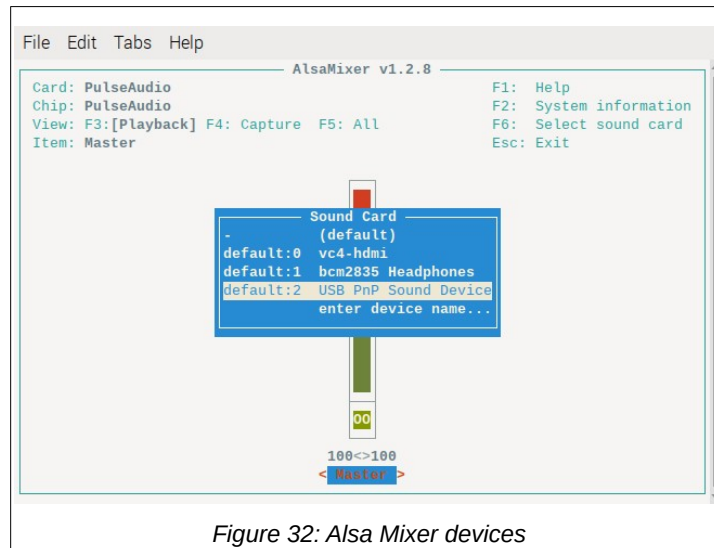 File Edit Tabs Help
AlsaMixer v1.2.8
Card: PulseAudio F1: Help
Chip: PulseAudio F2: System information
View: F3:[Playback] F4: Capture F5: All F6: Select sound card
Item: Master Esc: Exit
Sound Card
- (default)
default:0 vc4-hdmi
default:1 bcm2835 Headphones
default:2 USB PnP Sound Device
enter device name...
OO
100<>100
< Master >
Figure 32: Alsa Mixer devices